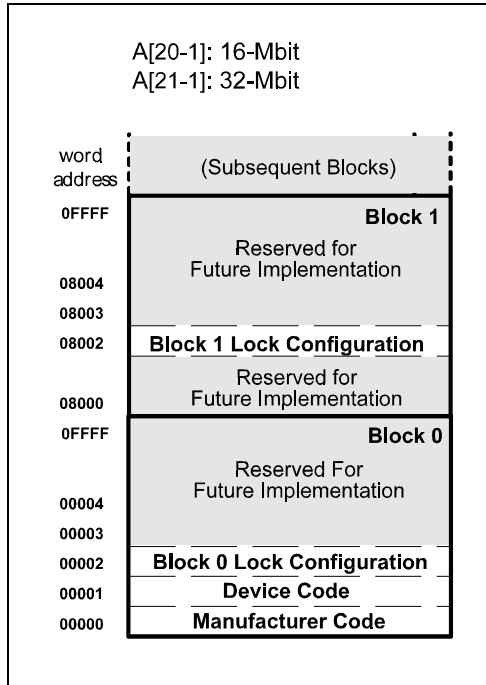 A[20-1]: 16-Mbit
A[21-1]: 32-Mbit
word
address
(Subsequent Blocks)
0FFFF
Block 1
Reserved for
Future Implementation
08004
08003
08002
Block 1 Lock Configuration
Reserved for
Future Implementation
08000
0FFFF
Block 0
Reserved For
Future Implementation
00004
00003
00002
Block 0 Lock Configuration
00001
Device Code
00000
Manufacturer Code